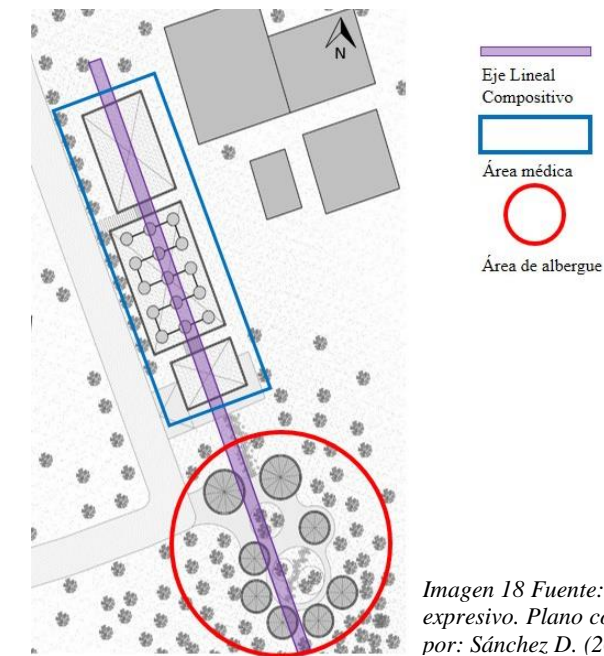 N
Eje Lineal
Compositivo
Área médica
Área de albergue
Imagen 18 Fuente:
expresivo. Plano co
por: Sánchez D. (2